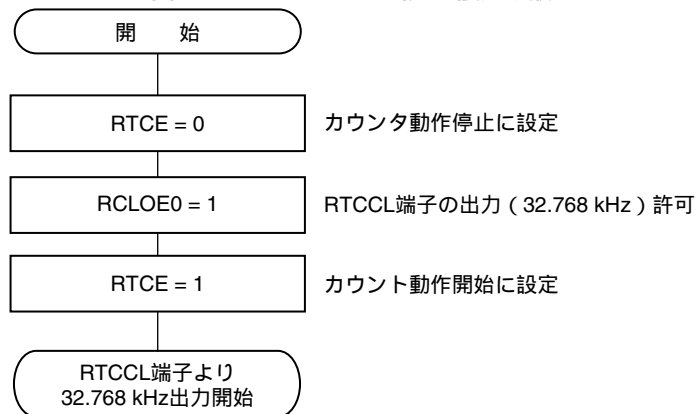 開 始
RTCE = 0 カウンタ動作停止に設定
RCLOE0 = 1 RTCCL端子の出力（32.768 kHz）許可
RTCE = 1 カウント動作開始に設定
RTCCL端子より
32.768 kHz出力開始